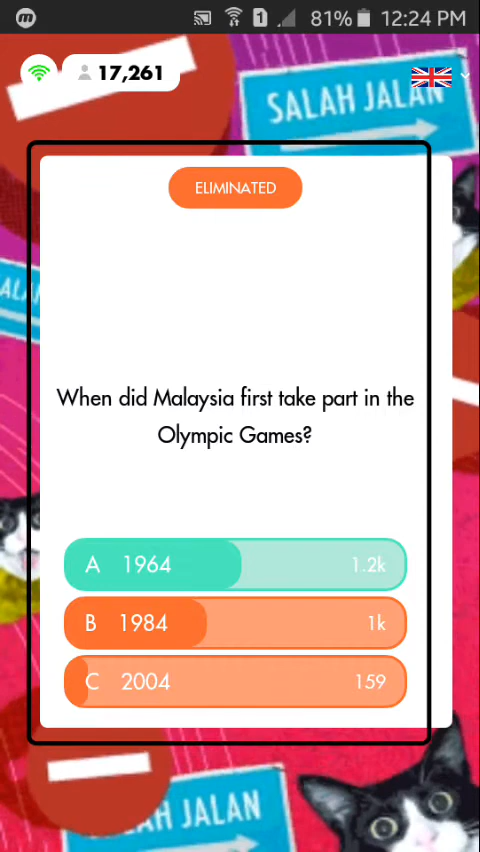 81% 12:24 PM
17,261
SALAH JALAN
ELIMINATED
When did Malaysia first take part in the
Olympic Games?
A 1964 1.2k
B 1984 1k
C 2004 159
JALAN